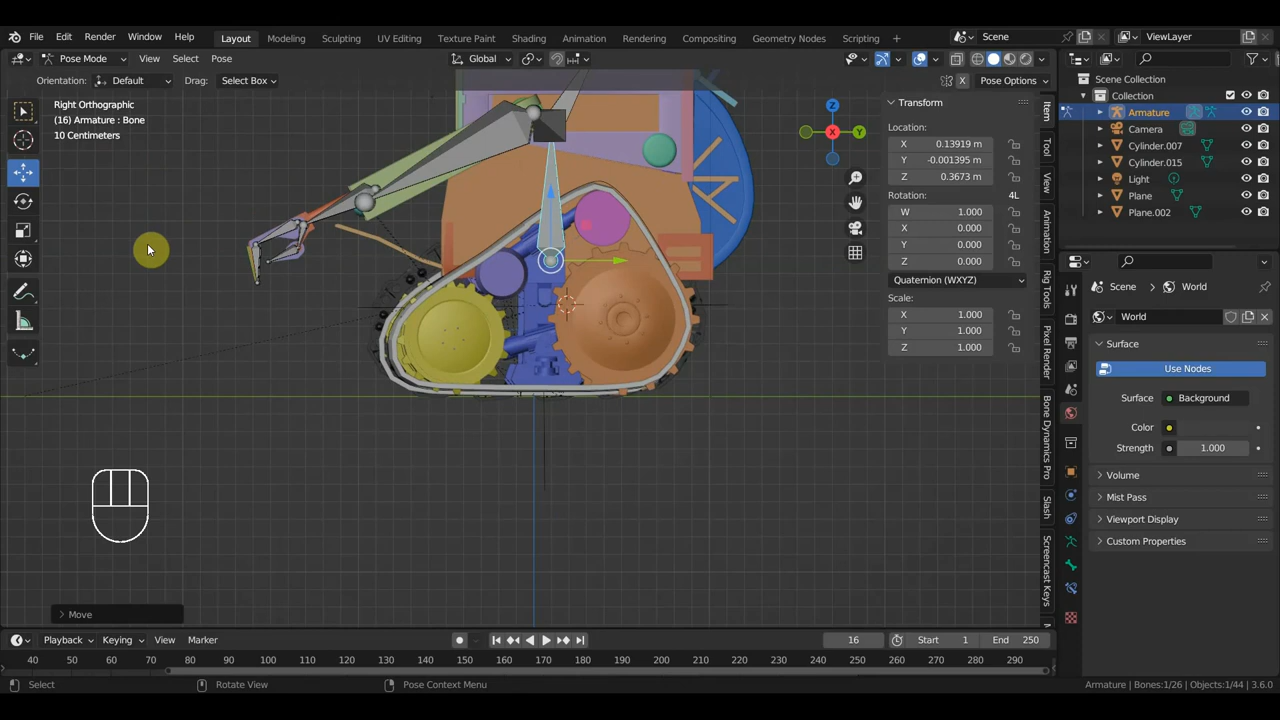 File Edit Render Window Help Layout Modeling Sculpting UV Editing Texture Paint Shading Animation Rendering Compositing Geometry Nodes Scripting + Scene ViewLayer
Pose Mode View Select Pose Global
Orientation: Default Drag: Select Box Pose Options
Right Orthographic
(16) Armature : Bone
10 Centimeters
Z
Y
X
Transform
Location:
X 0.13919 m
Y -0.001395 m
Z 0.3673 m
Rotation: 4L
W 1.000
X 0.000
Y 0.000
Z 0.000
Quaternion (WXYZ)
Scale:
X 1.000
Y 1.000
Z 1.000
Item
Tool
View
Animation
Rig Tools
Pixel Render
Bone Dynamics Pro
Slash
Screencast Keys
Scene Collection
Collection
Armature
Camera
Cylinder.007
Cylinder.015
Light
Plane
Plane.002
Scene World
World
Surface
Use Nodes
Surface Background
Color
Strength 1.000
Volume
Mist Pass
Viewport Display
Custom Properties
Move
Playback Keying View Marker 16 Start 1 End 250
40 50 60 70 80 90 100 110 120 130 140 150 160 170 180 190 200 210 220 230 240 250 260 270 280 290
Select Rotate View Pose Context Menu Armature | Bones:1/26 | Objects:1/44 | 3.6.0